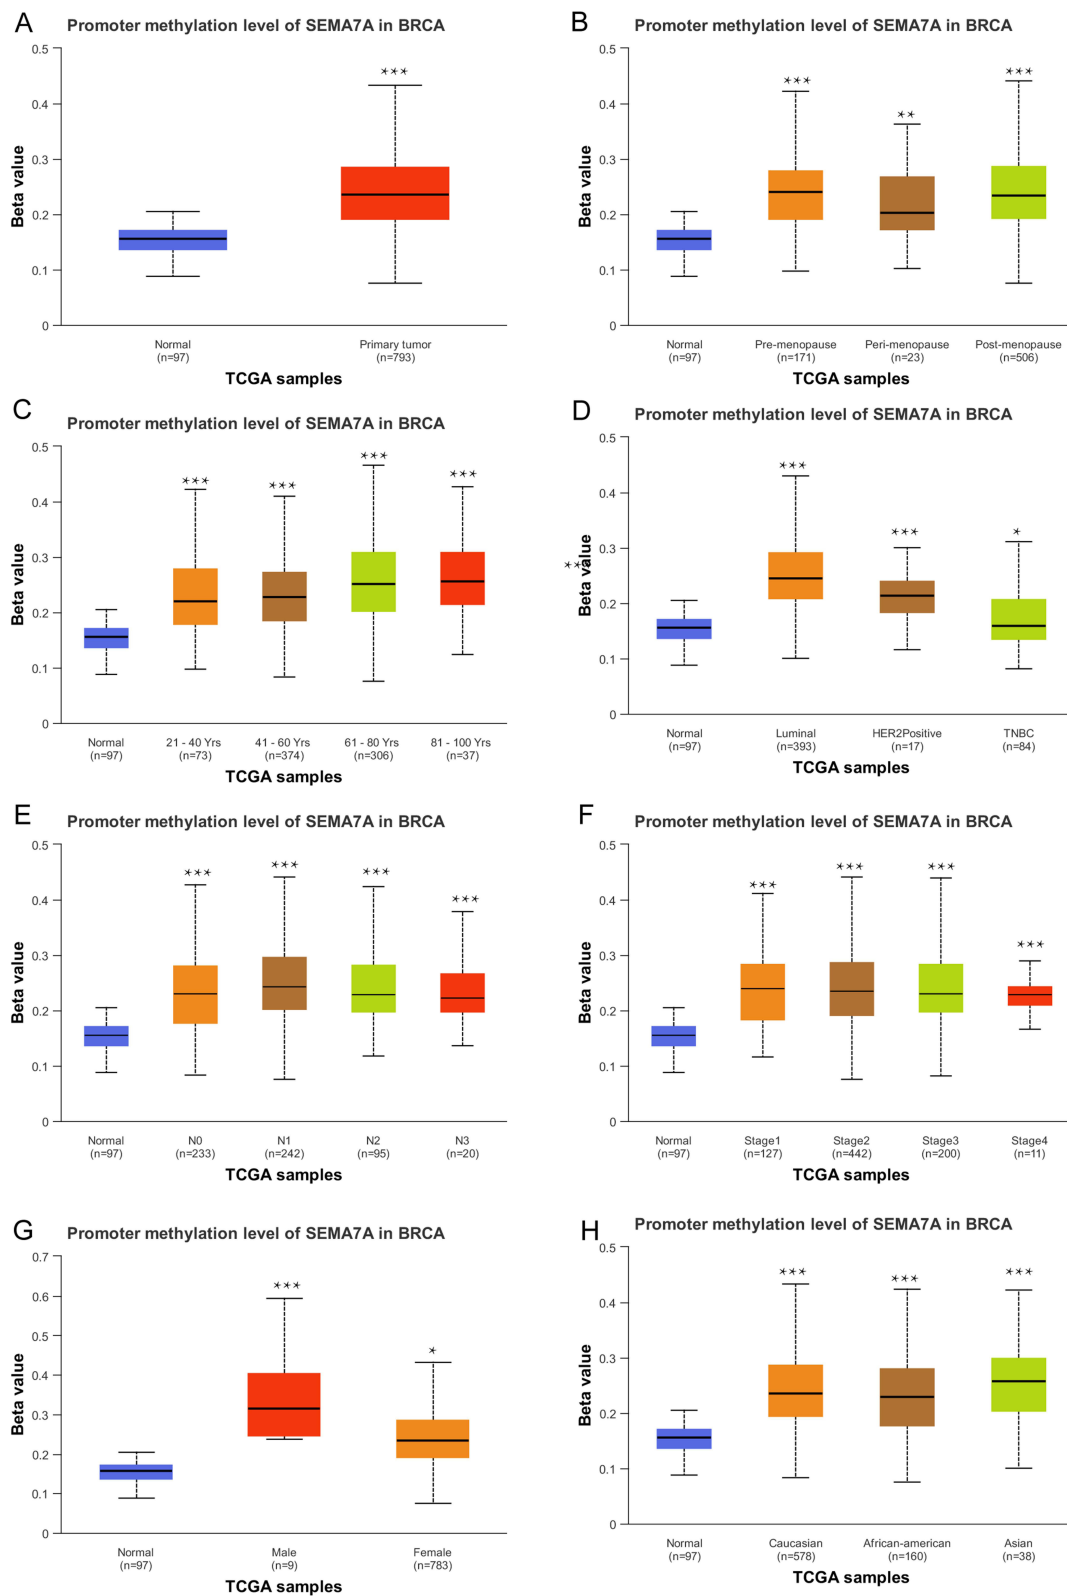 A
Promoter methylation level of SEMA7A in BRCA
0.5
0.4
0.3
0.2
0.1
0
Beta value
***
Normal
(n=97)
Primary tumor
(n=793)
TCGA samples
B
Promoter methylation level of SEMA7A in BRCA
0.5
0.4
0.3
0.2
0.1
0
Beta value
***
**
***
Normal
(n=97)
Pre-menopause
(n=171)
Peri-menopause
(n=23)
Post-menopause
(n=506)
TCGA samples
C
Promoter methylation level of SEMA7A in BRCA
0.5
0.4
0.3
0.2
0.1
0
Beta value
***
***
***
***
Normal
(n=97)
21 - 40 Yrs
(n=73)
41 - 60 Yrs
(n=374)
61 - 80 Yrs
(n=306)
81 - 100 Yrs
(n=37)
TCGA samples
D
Promoter methylation level of SEMA7A in BRCA
0.5
0.4
0.3
0.2
0.1
0
Beta value
***
***
*
Normal
(n=97)
Luminal
(n=393)
HER2Positive
(n=17)
TNBC
(n=84)
TCGA samples
E
Promoter methylation level of SEMA7A in BRCA
0.5
0.4
0.3
0.2
0.1
0
Beta value
***
***
***
***
Normal
(n=97)
N0
(n=233)
N1
(n=242)
N2
(n=95)
N3
(n=20)
TCGA samples
F
Promoter methylation level of SEMA7A in BRCA
0.5
0.4
0.3
0.2
0.1
0
Beta value
***
***
***
***
Normal
(n=97)
Stage1
(n=127)
Stage2
(n=442)
Stage3
(n=200)
Stage4
(n=11)
TCGA samples
G
Promoter methylation level of SEMA7A in BRCA
0.7
0.6
0.5
0.4
0.3
0.2
0.1
0
Beta value
***
*
Normal
(n=97)
Male
(n=9)
Female
(n=783)
TCGA samples
H
Promoter methylation level of SEMA7A in BRCA
0.5
0.4
0.3
0.2
0.1
0
Beta value
***
***
***
Normal
(n=97)
Caucasian
(n=578)
African-american
(n=160)
Asian
(n=38)
TCGA samples